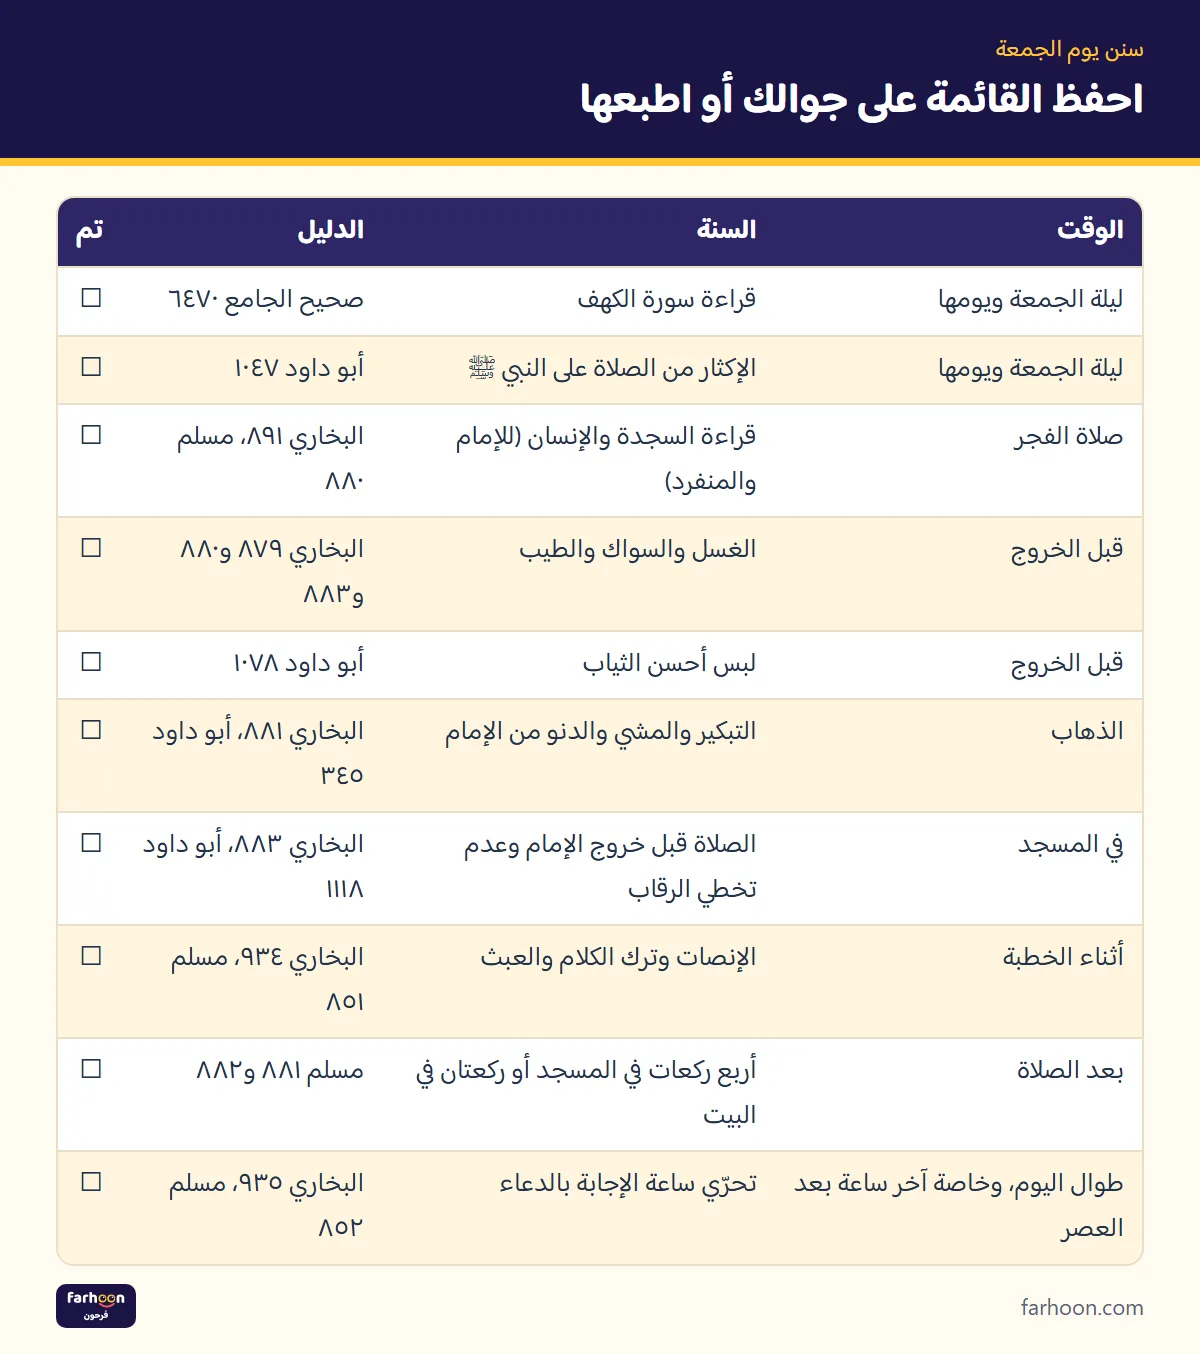 سنن يوم الجمعة
احفظ القائمة على جوالك أو اطبعها
الوقت السنة الدليل تم
ليلة الجمعة ويومها قراءة سورة الكهف صحيح الجامع ٦٤٧٠ ☐
ليلة الجمعة ويومها الإكثار من الصلاة على النبي ﷺ أبو داود ١٠٤٧ ☐
صلاة الفجر قراءة السجدة والإنسان (للإمام البخاري ٨٩١، مسلم ☐
والمنفرد) ٨٨٠
قبل الخروج الغسل والسواك والطيب البخاري ٨٧٩ و٨٨٠ ☐
و٨٨٣
قبل الخروج لبس أحسن الثياب أبو داود ١٠٧٨ ☐
الذهاب التبكير والمشي والدنو من الإمام البخاري ٨٨١، أبو داود ☐
٣٤٥
في المسجد الصلاة قبل خروج الإمام وعدم البخاري ٨٨٣، أبو داود ☐
تخطي الرقاب ١١١٨
أثناء الخطبة الإنصات وترك الكلام والعبث البخاري ٩٣٤، مسلم ☐
٨٥١
بعد الصلاة أربع ركعات في المسجد أو ركعتان في مسلم ٨٨١ و٨٨٢ ☐
البيت
طوال اليوم، وخاصة آخر ساعة بعد تحرّي ساعة الإجابة بالدعاء البخاري ٩٣٥، مسلم ☐
العصر ٨٥٢
farhoon.com
farhoon
فرحون